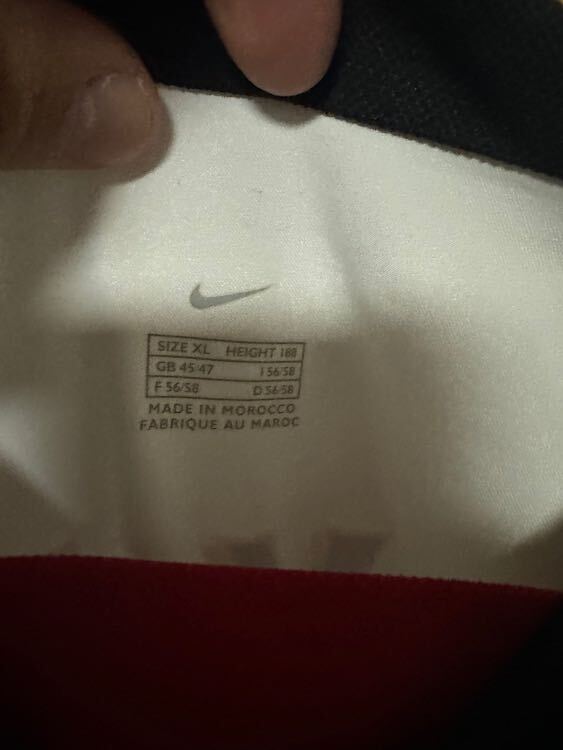 SIZE XL HEIGHT 188
GB 45/47 I 56/58
F 56/58 D 56/58
MADE IN MOROCCO
FABRIQUE AU MAROC